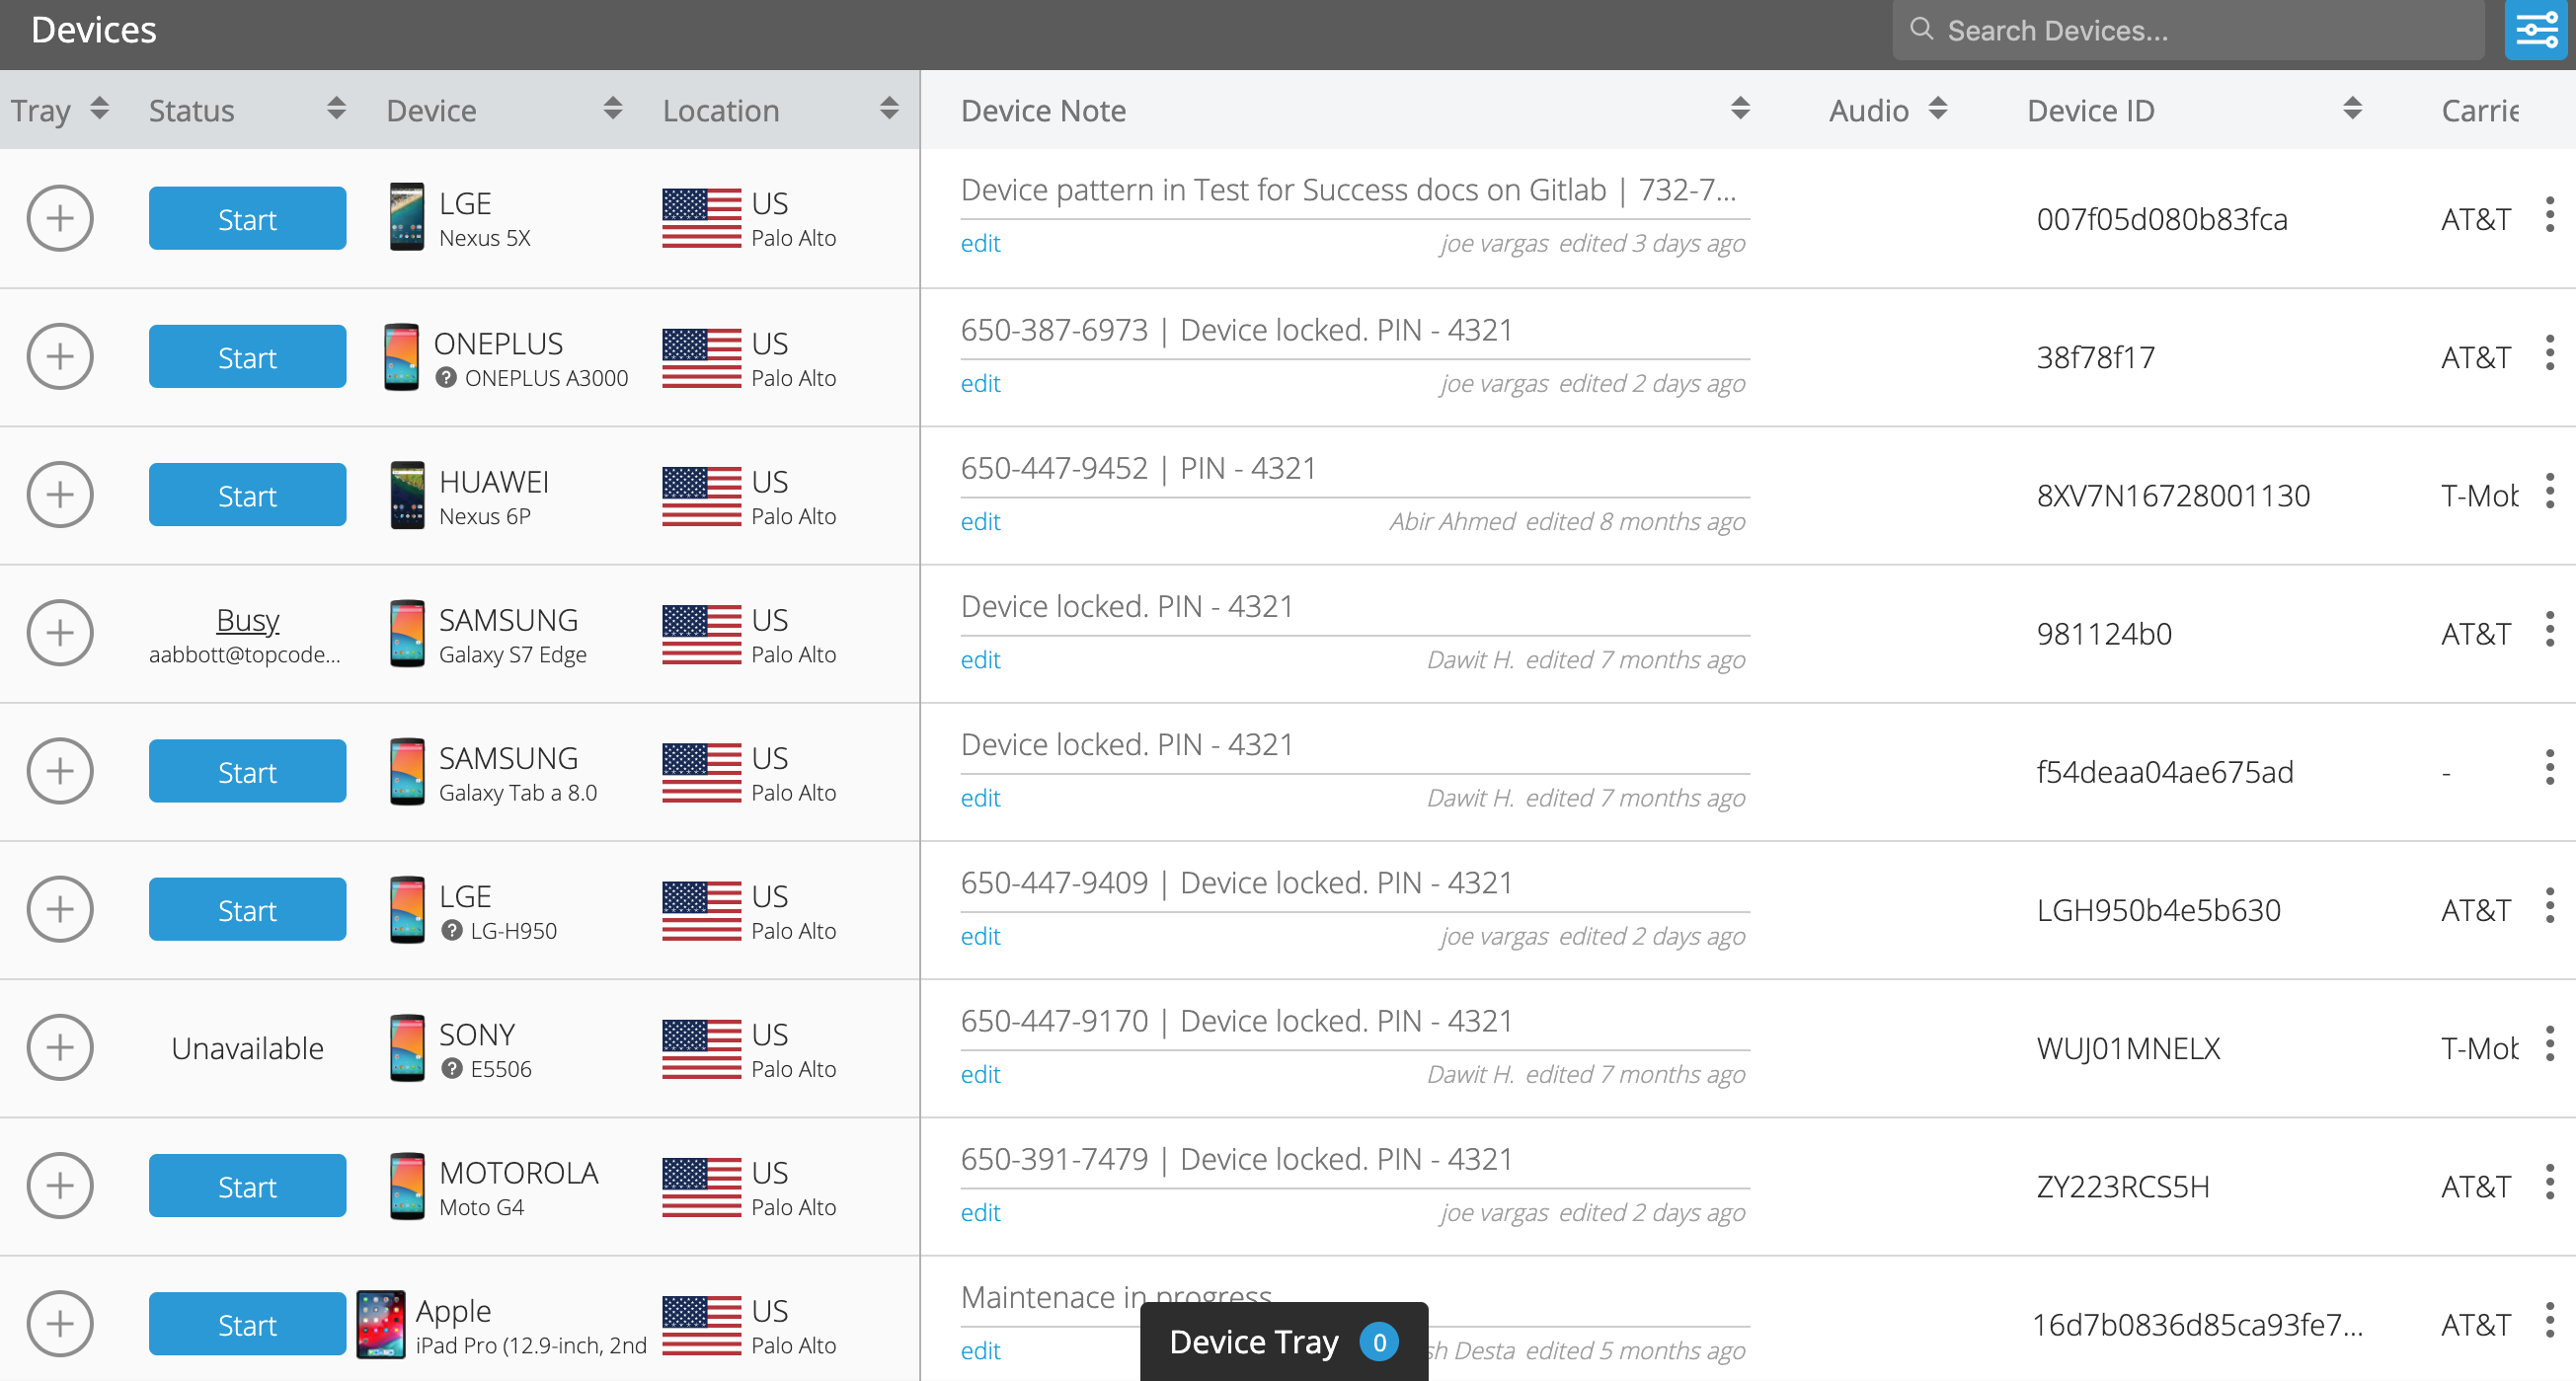 Devices
Search Devices...
Tray Status Device Location Device Note Audio Device ID Carrie
Start LGE US Device pattern in Test for Success docs on Gitlab | 732-7... 007f05d080b83fca AT&T
Nexus 5X Palo Alto edit joe vargas edited 3 days ago
Start ONEPLUS US 650-387-6973 | Device locked. PIN - 4321 38f78f17 AT&T
? ONEPLUS A3000 Palo Alto edit joe vargas edited 2 days ago
Start HUAWEI US 650-447-9452 | PIN - 4321 8XV7N16728001130 T-Mob
Nexus 6P Palo Alto edit Abir Ahmed edited 8 months ago
Busy SAMSUNG US Device locked. PIN - 4321 981124b0 AT&T
aabbott@topcode... Galaxy S7 Edge Palo Alto edit Dawit H. edited 7 months ago
Start SAMSUNG US Device locked. PIN - 4321 f54deaa04ae675ad -
Galaxy Tab a 8.0 Palo Alto edit Dawit H. edited 7 months ago
Start LGE US 650-447-9409 | Device locked. PIN - 4321 LGH950b4e5b630 AT&T
? LG-H950 Palo Alto edit joe vargas edited 2 days ago
Unavailable SONY US 650-447-9170 | Device locked. PIN - 4321 WUJ01MNELX T-Mob
? E5506 Palo Alto edit Dawit H. edited 7 months ago
Start MOTOROLA US 650-391-7479 | Device locked. PIN - 4321 ZY223RCS5H AT&T
Moto G4 Palo Alto edit joe vargas edited 2 days ago
Start Apple US Maintenace in progress 16d7b0836d85ca93fe7... AT&T
iPad Pro (12.9-inch, 2nd Palo Alto edit sh Desta edited 5 months ago
Device Tray 0